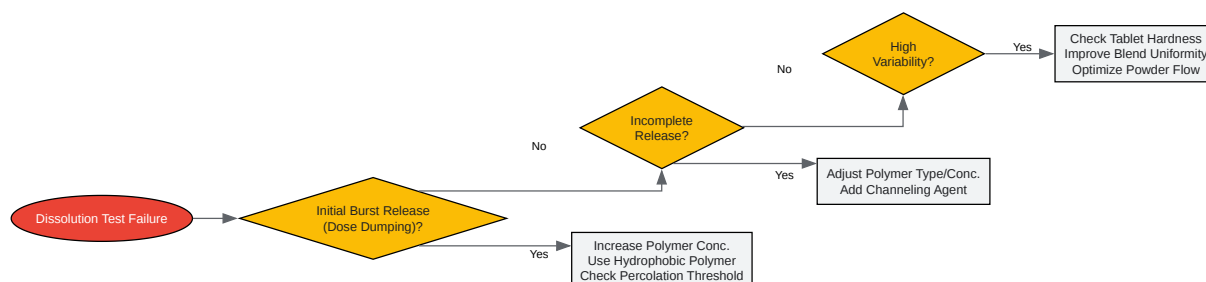 Dissolution Test Failure
Initial Burst Release
(Dose Dumping)?
Yes
Increase Polymer Conc.
Use Hydrophobic Polymer
Check Percolation Threshold
No
Incomplete
Release?
Yes
Adjust Polymer Type/Conc.
Add Channeling Agent
No
High
Variability?
Yes
Check Tablet Hardness
Improve Blend Uniformity
Optimize Powder Flow